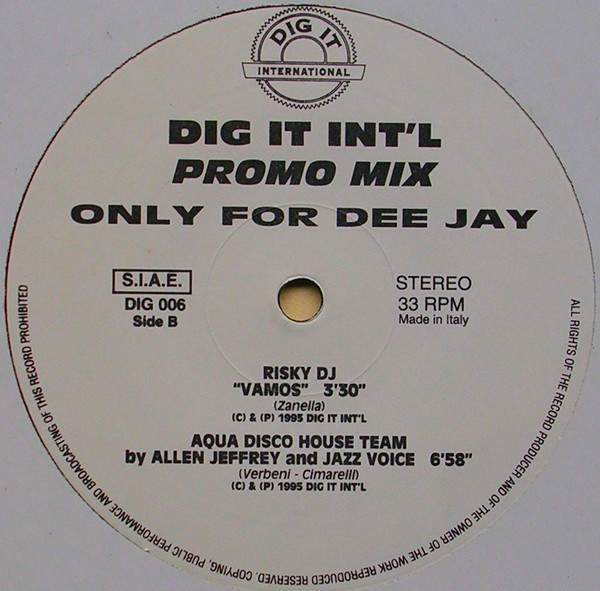 DIG IT
INTERNATIONAL
DIG IT INT'L
PROMO MIX
ONLY FOR DEE JAY
S.I.A.E.
DIG 006
Side B
STEREO
33 RPM
Made in Italy
RISKY DJ
"VAMOS" 3'30"
(Zanella)
(C) & (P) 1995 DIG IT INT'L
AQUA DISCO HOUSE TEAM
by ALLEN JEFFREY and JAZZ VOICE 6'58"
(Verbeni - Cimarelli)
(C) & (P) 1995 DIG IT INT'L
ALL RIGHTS OF THE RECORD PRODUCER AND OF THE OWNER OF THE WORK REPRODUCED RESERVED. COPYING, PUBLIC PERFORMANCE AND BROADCASTING OF THIS RECORD PROHIBITED